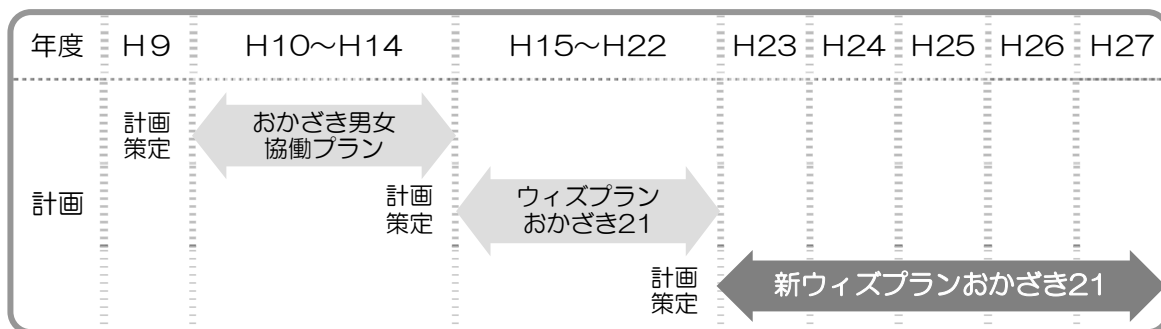 年度 H9 H10～H14 H15～H22 H23 H24 H25 H26 H27
計画
計画
策定
おかざき男女
協働プラン
計画
策定
ウィズプラン
おかざき21
計画
策定
新ウィズプランおかざき21